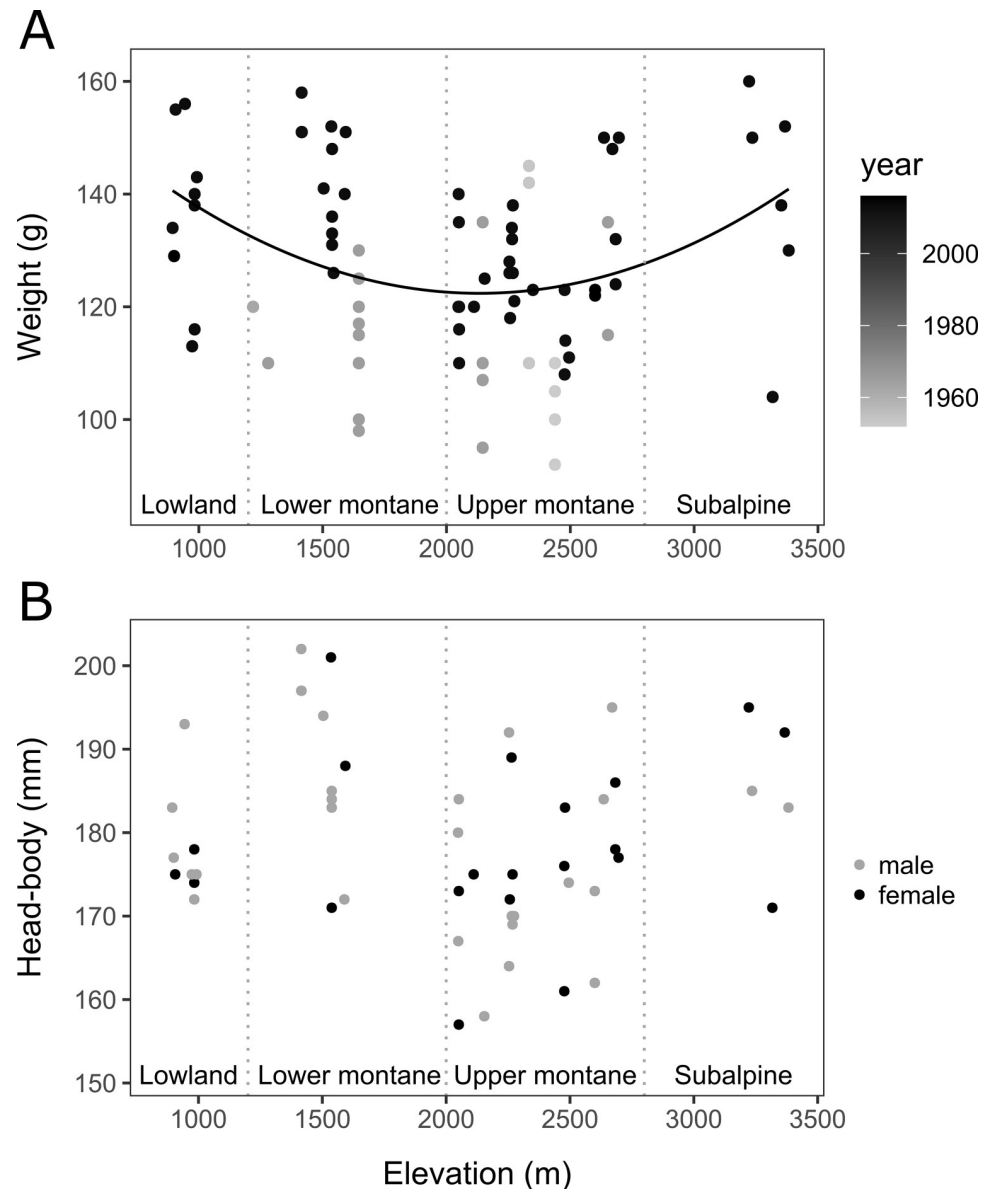 A
160
140
120
100
Weight (g)
Lowland Lower montane Upper montane Subalpine
1000 1500 2000 2500 3000 3500
year
2000
1980
1960
B
200
190
180
170
160
150
Head-body (mm)
Lowland Lower montane Upper montane Subalpine
1000 1500 2000 2500 3000 3500
Elevation (m)
male
female